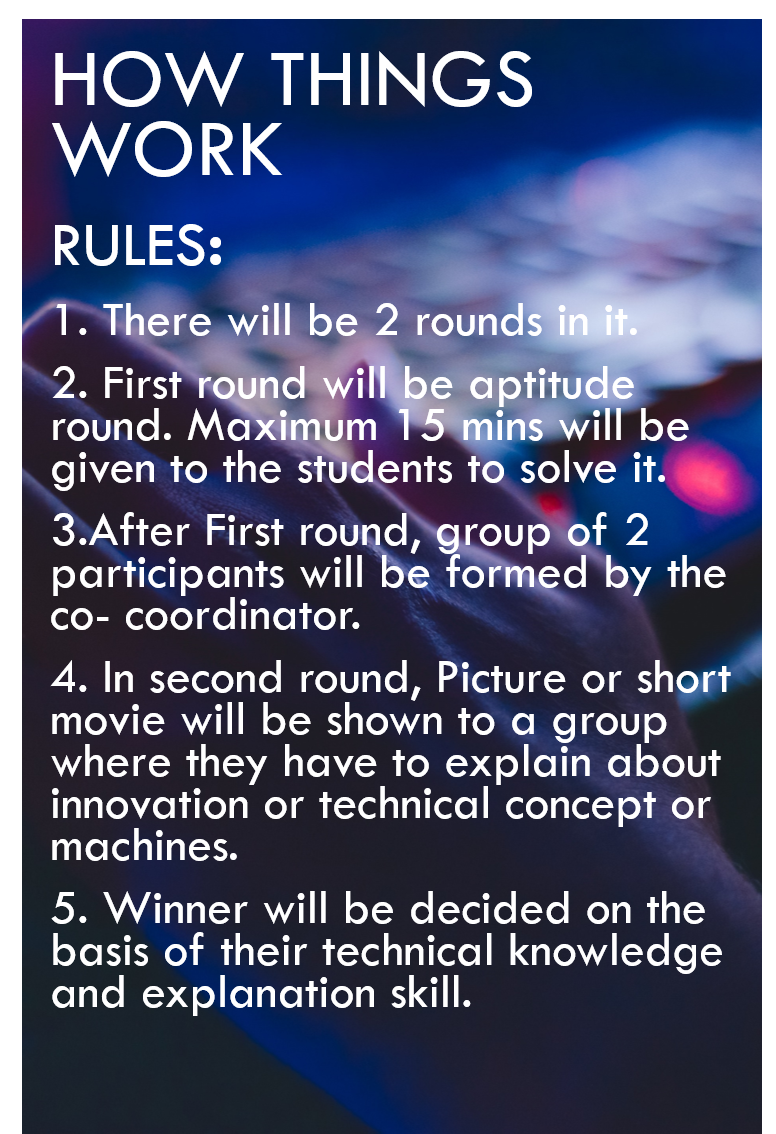 HOW THINGS
WORK
RULES:
1. There will be 2 rounds in it.
2. First round will be aptitude
round. Maximum 15 mins will be
given to the students to solve it.
3.After First round, group of 2
participants will be formed by the
co- coordinator.
4. In second round, Picture or short
movie will be shown to a group
where they have to explain about
innovation or technical concept or
machines.
5. Winner will be decided on the
basis of their technical knowledge
and explanation skill.